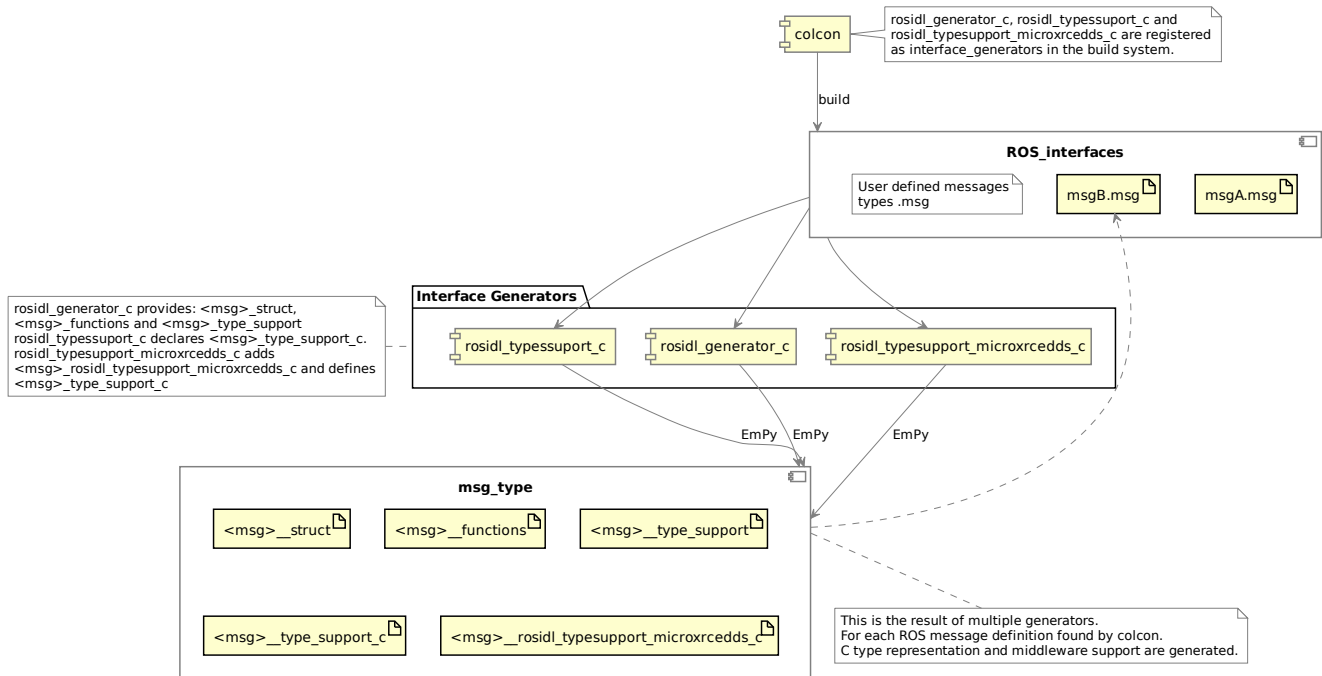 colcon
rosidl_generator_c, rosidl_typessuport_c and
rosidl_typesupport_microxrcedds_c are registered
as interface_generators in the build system.
build
ROS_interfaces
User defined messages
types .msg
msgB.msg
msgA.msg
Interface Generators
rosidl_generator_c provides: <msg>_struct,
<msg>_functions and <msg>_type_support
rosidl_typessuport_c declares <msg>_type_support_c.
rosidl_typesupport_microxrcedds_c adds
<msg>_rosidl_typesupport_microxrcedds_c and defines
<msg>_type_support_c
rosidl_typessuport_c
rosidl_generator_c
rosidl_typesupport_microxrcedds_c
EmPy
EmPy
EmPy
msg_type
<msg>__struct
<msg>__functions
<msg>__type_support
<msg>__type_support_c
<msg>__rosidl_typesupport_microxrcedds_c
This is the result of multiple generators.
For each ROS message definition found by colcon.
C type representation and middleware support are generated.